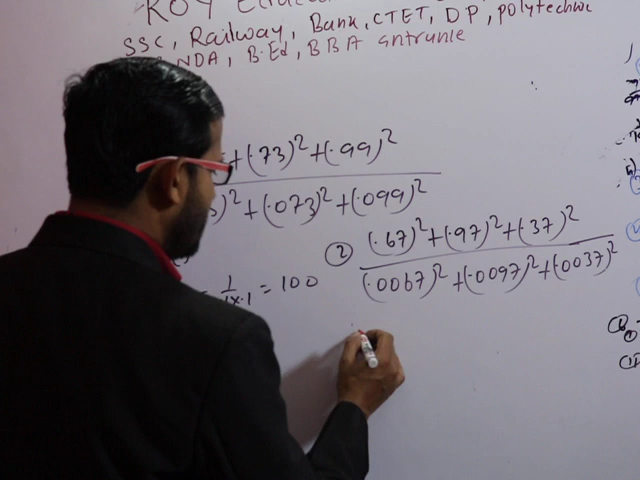 ROY
SSC, Railway, Bank, CTET, DP, polytechnic
NDA, B.Ed, BBA entrance
+(.73)²+(.99)²
)²+(.073)²+(.099)²
= 1/.1×.1 = 100
② (.67)²+(.97)²+(.37)²
(.0067)²+(.0097)²+(.0037)²